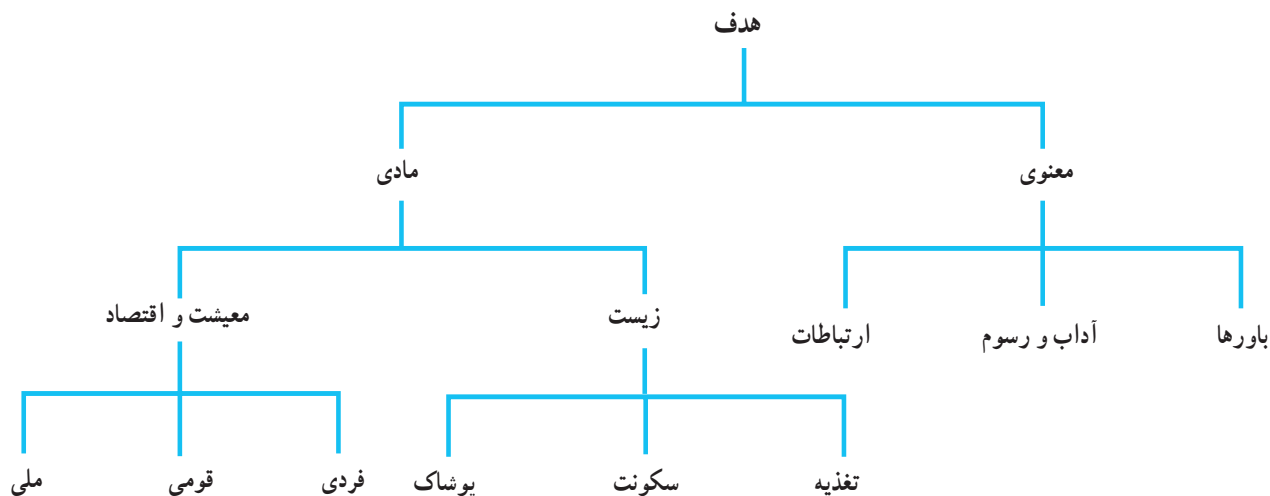 هدف
معنوی
مادی
باورها
آداب و رسوم
ارتباطات
زیست
معیشت و اقتصاد
تغذیه
سکونت
پوشاک
فردی
قومی
ملی